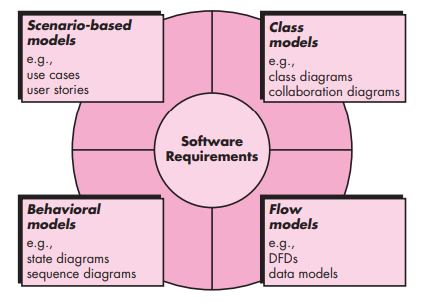 Scenario-based
models
e.g.,
use cases
user stories
Class
models
e.g.,
class diagrams
collaboration diagrams
Software
Requirements
Behavioral
models
e.g.,
state diagrams
sequence diagrams
Flow
models
e.g.,
DFDs
data models